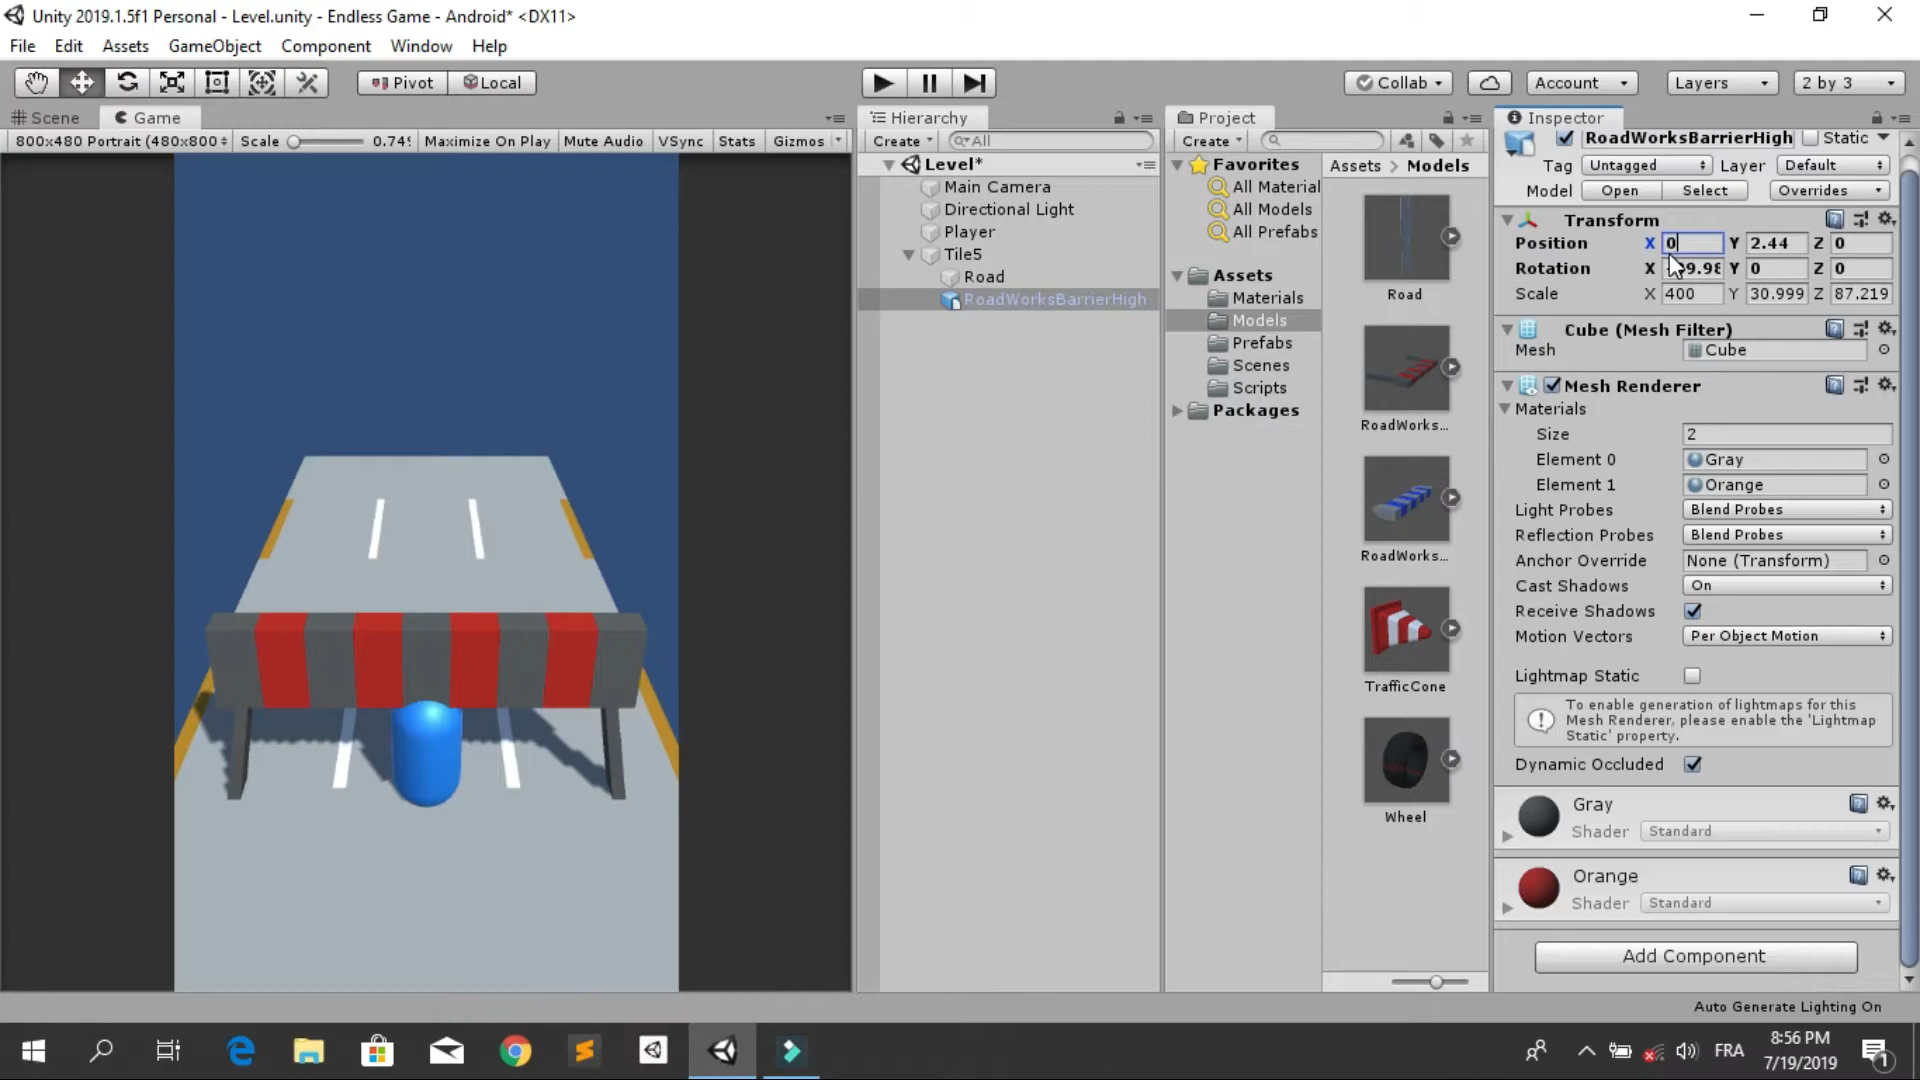 Unity 2019.1.5f1 Personal - Level.unity - Endless Game - Android* <DX11>
File Edit Assets GameObject Component Window Help
Pivot Local Collab Account Layers 2 by 3
Scene Game
800x480 Portrait (480x800 Scale 0.74 Maximize On Play Mute Audio VSync Stats Gizmos
Hierarchy
Create All
Level*
Main Camera
Directional Light
Player
Tile5
Road
RoadWorksBarrierHigh
Project
Create
Favorites
All Material
All Models
All Prefabs
Assets
Materials
Models
Prefabs
Scenes
Scripts
Packages
Assets > Models
Road
RoadWorks...
RoadWorks...
TrafficCone
Wheel
Inspector
RoadWorksBarrierHigh Static
Tag Untagged Layer Default
Model Open Select Overrides
Transform
Position X 0 Y 2.44 Z 0
Rotation X 9.98 Y 0 Z 0
Scale X 400 Y 30.999 Z 87.219
Cube (Mesh Filter)
Mesh Cube
Mesh Renderer
Materials
Size 2
Element 0 Gray
Element 1 Orange
Light Probes Blend Probes
Reflection Probes Blend Probes
Anchor Override None (Transform)
Cast Shadows On
Receive Shadows
Motion Vectors Per Object Motion
Lightmap Static
To enable generation of lightmaps for this
Mesh Renderer, please enable the 'Lightmap
Static' property.
Dynamic Occluded
Gray
Shader Standard
Orange
Shader Standard
Add Component
Auto Generate Lighting On
FRA
8:56 PM
7/19/2019
1